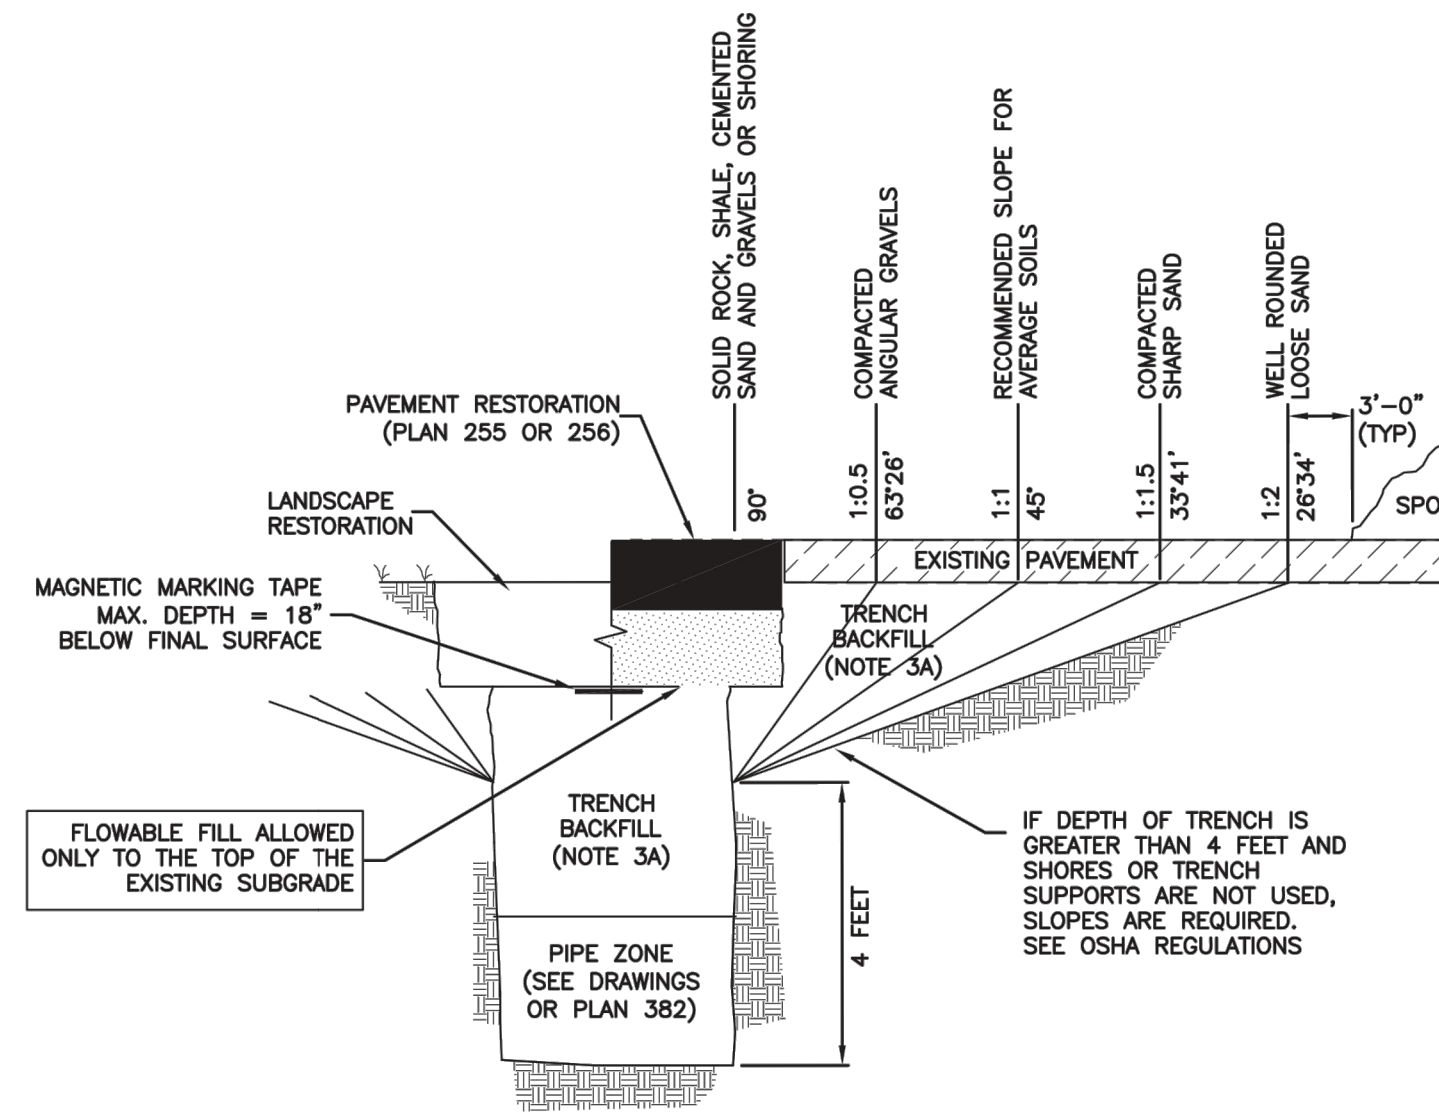 SOLID ROCK, SHALE, CEMENTED
SAND AND GRAVELS OR SHORING
90°
COMPACTED
ANGULAR GRAVELS
1:0.5
63°26'
RECOMMENDED SLOPE FOR
AVERAGE SOILS
1:1
45°
COMPACTED
SHARP SAND
1:1.5
33°41'
WELL ROUNDED
LOOSE SAND
1:2
26°34'
3'-0"
(TYP)
SPO
PAVEMENT RESTORATION
(PLAN 255 OR 256)
LANDSCAPE
RESTORATION
EXISTING PAVEMENT
MAGNETIC MARKING TAPE
MAX. DEPTH = 18"
BELOW FINAL SURFACE
TRENCH
BACKFILL
(NOTE 3A)
FLOWABLE FILL ALLOWED
ONLY TO THE TOP OF THE
EXISTING SUBGRADE
TRENCH
BACKFILL
(NOTE 3A)
4 FEET
IF DEPTH OF TRENCH IS
GREATER THAN 4 FEET AND
SHORES OR TRENCH
SUPPORTS ARE NOT USED,
SLOPES ARE REQUIRED.
SEE OSHA REGULATIONS
PIPE ZONE
(SEE DRAWINGS
OR PLAN 382)